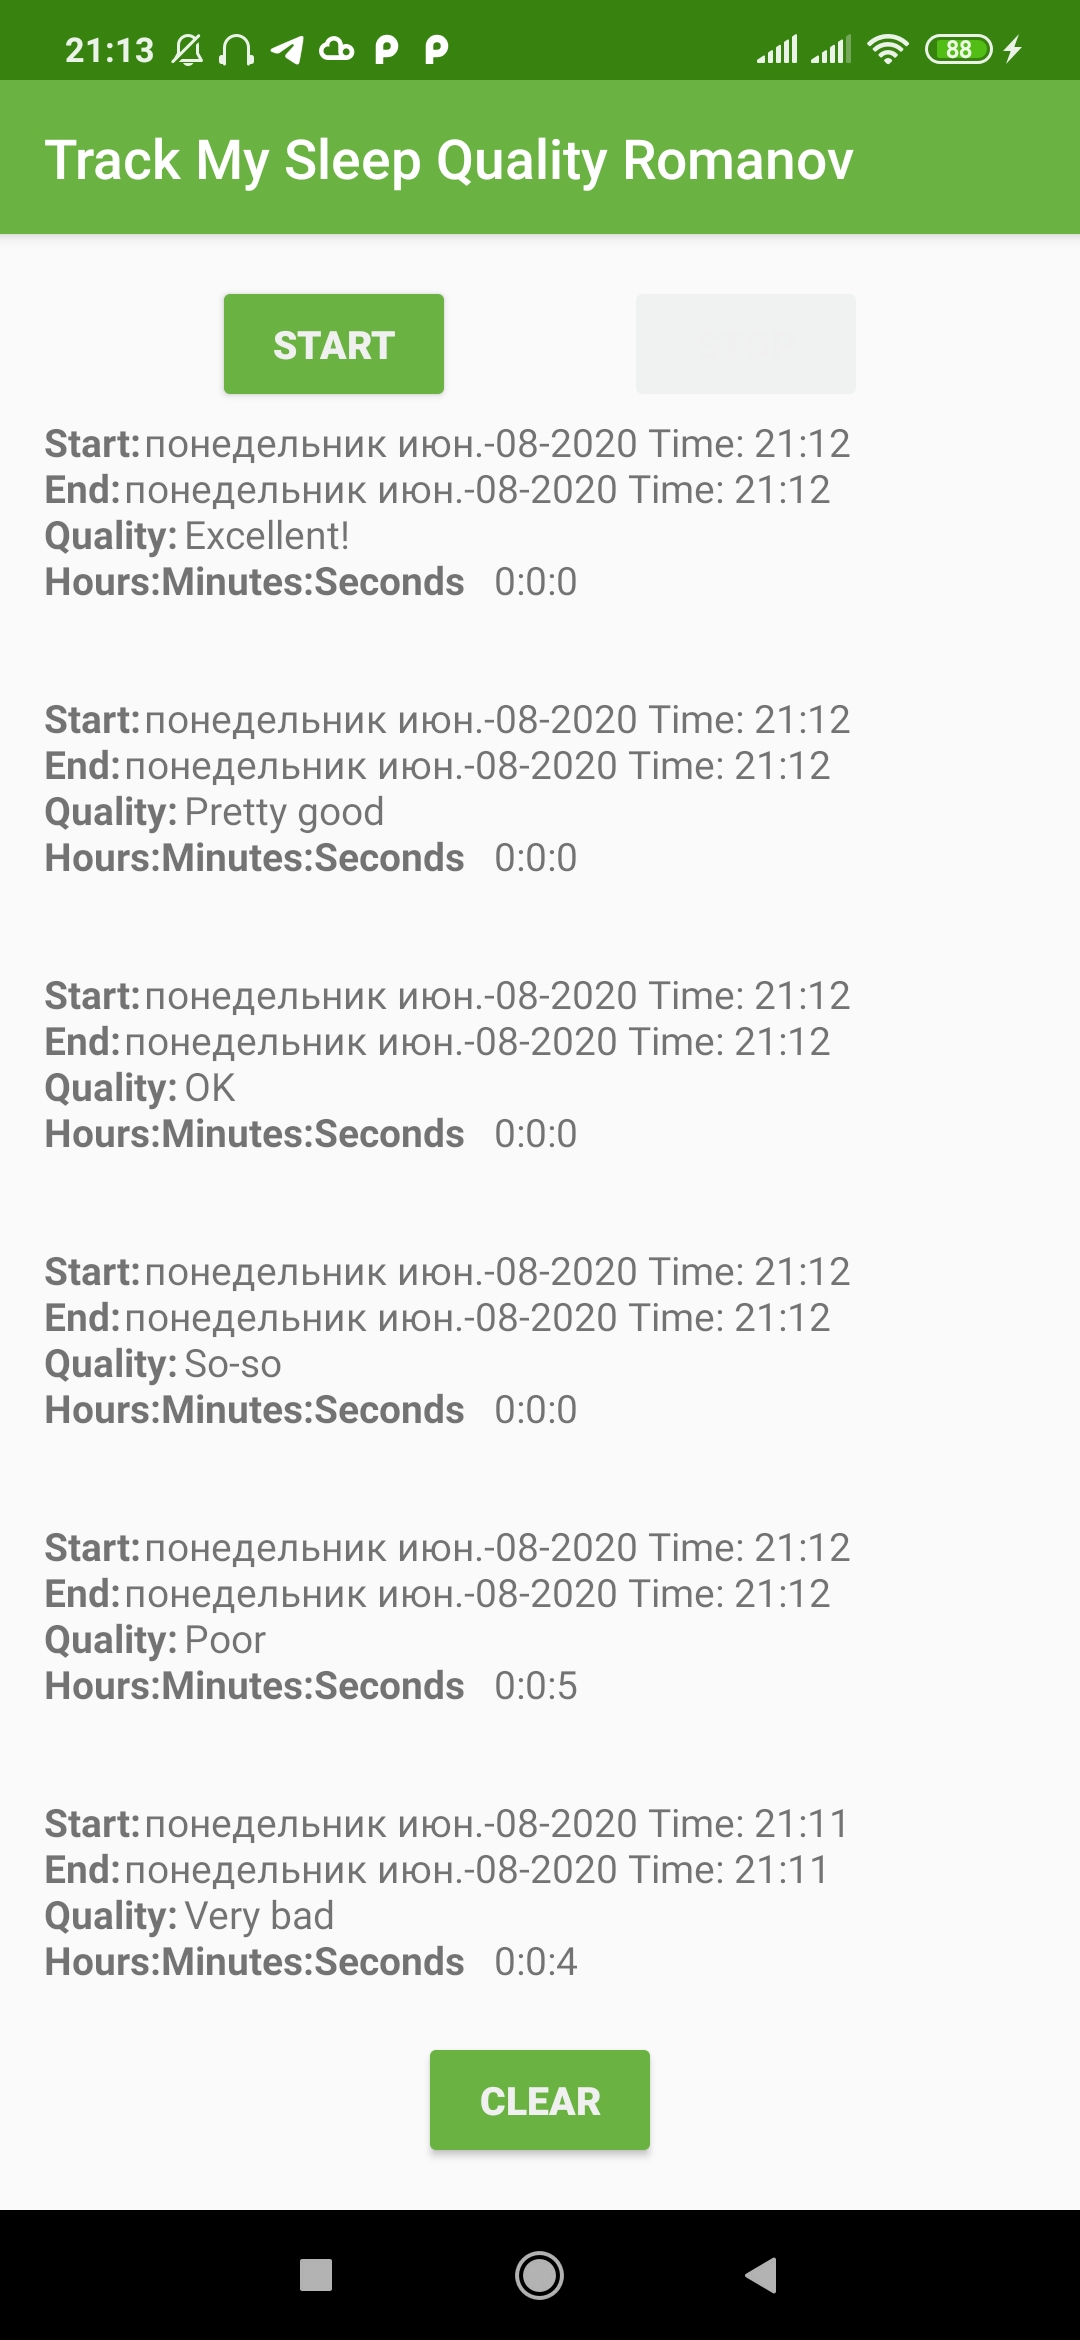 21:13
88
Track My Sleep Quality Romanov
START
Start: понедельник июн.-08-2020 Time: 21:12
End: понедельник июн.-08-2020 Time: 21:12
Quality: Excellent!
Hours:Minutes:Seconds 0:0:0
Start: понедельник июн.-08-2020 Time: 21:12
End: понедельник июн.-08-2020 Time: 21:12
Quality: Pretty good
Hours:Minutes:Seconds 0:0:0
Start: понедельник июн.-08-2020 Time: 21:12
End: понедельник июн.-08-2020 Time: 21:12
Quality: OK
Hours:Minutes:Seconds 0:0:0
Start: понедельник июн.-08-2020 Time: 21:12
End: понедельник июн.-08-2020 Time: 21:12
Quality: So-so
Hours:Minutes:Seconds 0:0:0
Start: понедельник июн.-08-2020 Time: 21:12
End: понедельник июн.-08-2020 Time: 21:12
Quality: Poor
Hours:Minutes:Seconds 0:0:5
Start: понедельник июн.-08-2020 Time: 21:11
End: понедельник июн.-08-2020 Time: 21:11
Quality: Very bad
Hours:Minutes:Seconds 0:0:4
CLEAR